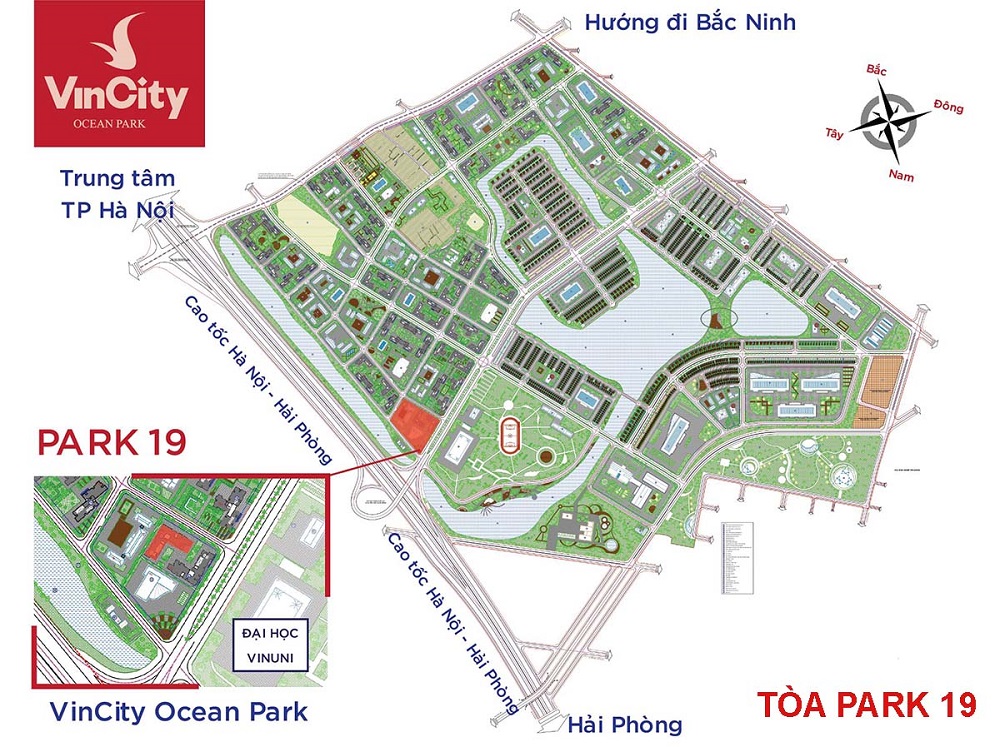 VinCity
OCEAN PARK
Hướng đi Bắc Ninh
Bắc
Đông
Tây
Nam
Trung tâm
TP Hà Nội
Cao tốc Hà Nội - Hải Phòng
PARK 19
ĐẠI HỌC
VINUNI
Cao tốc Hà Nội - Hải Phòng
VinCity Ocean Park
Hải Phòng
TÒA PARK 19